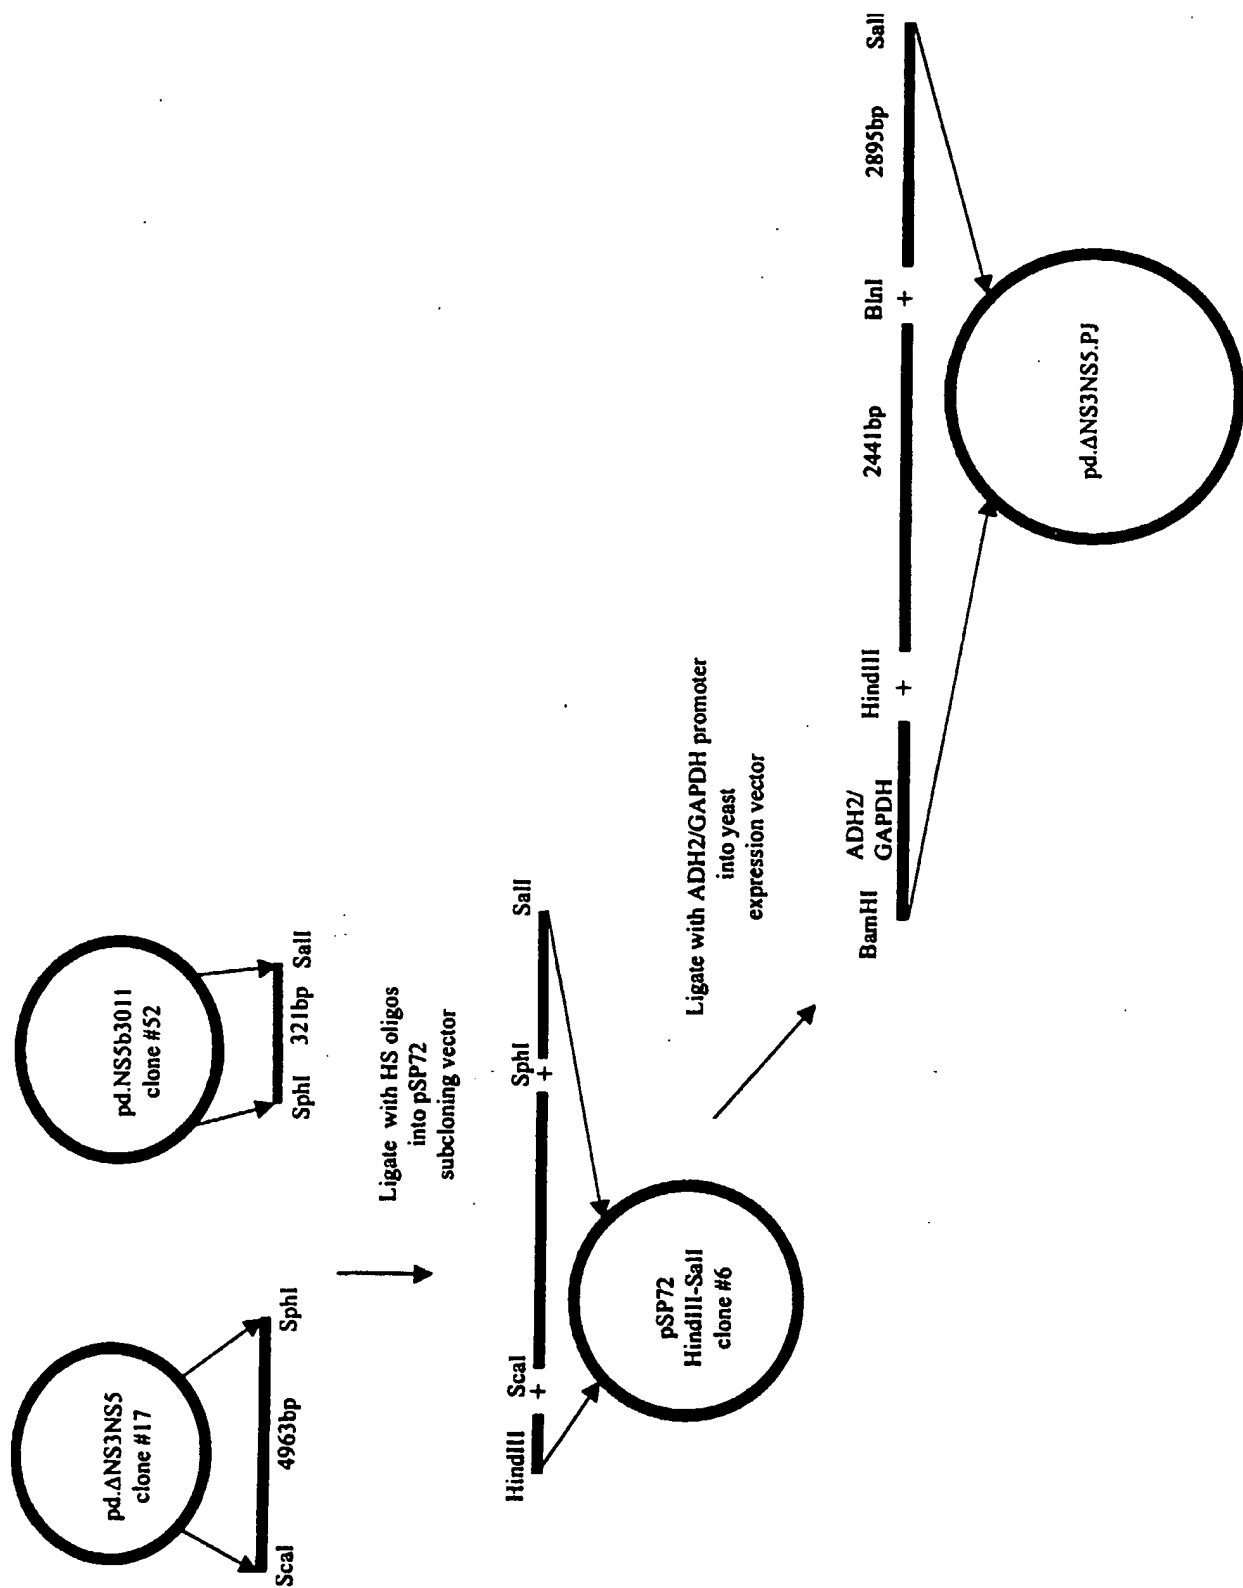 pd.ΔNS3NS5
clone #17
ScaI
4963bp
SphI
pd.NS5b3011
clone #52
SphI
321bp
SalI
Ligate with HS oligos
into pSP72
subcloning vector
HindIII
ScaI
+
SphI
+
SalI
pSP72
HindIII-SalI
clone #6
Ligate with ADH2/GAPDH promoter
into yeast
expression vector
BamHI
ADH2/
GAPDH
HindIII
+
2441bp
BlnI
+
2895bp
SalI
pd.ΔNS3NS5.PJ